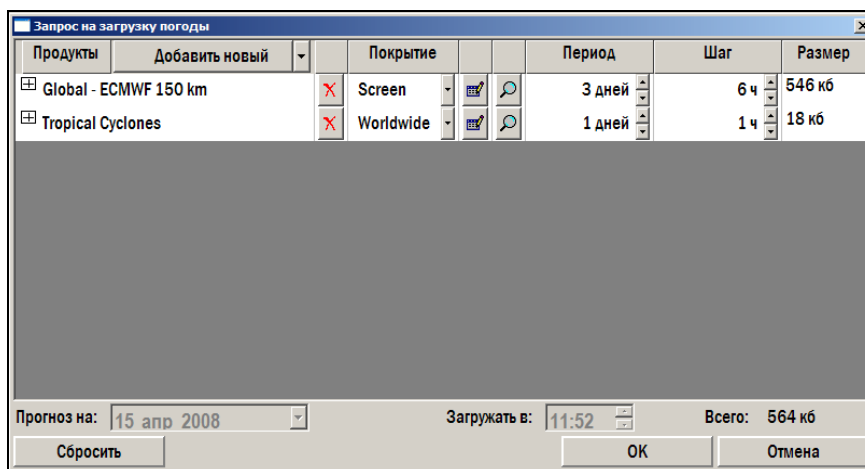 Запрос на загрузку погоды
Продукты Добавить новый Покрытие Период Шаг Размер
Global - ECMWF 150 km Screen 3 дней 6 ч 546 кб
Tropical Cyclones Worldwide 1 дней 1 ч 18 кб
Прогноз на: 15 апр 2008 Загружать в: 11:52 Всего: 564 кб
Сбросить OK Отмена